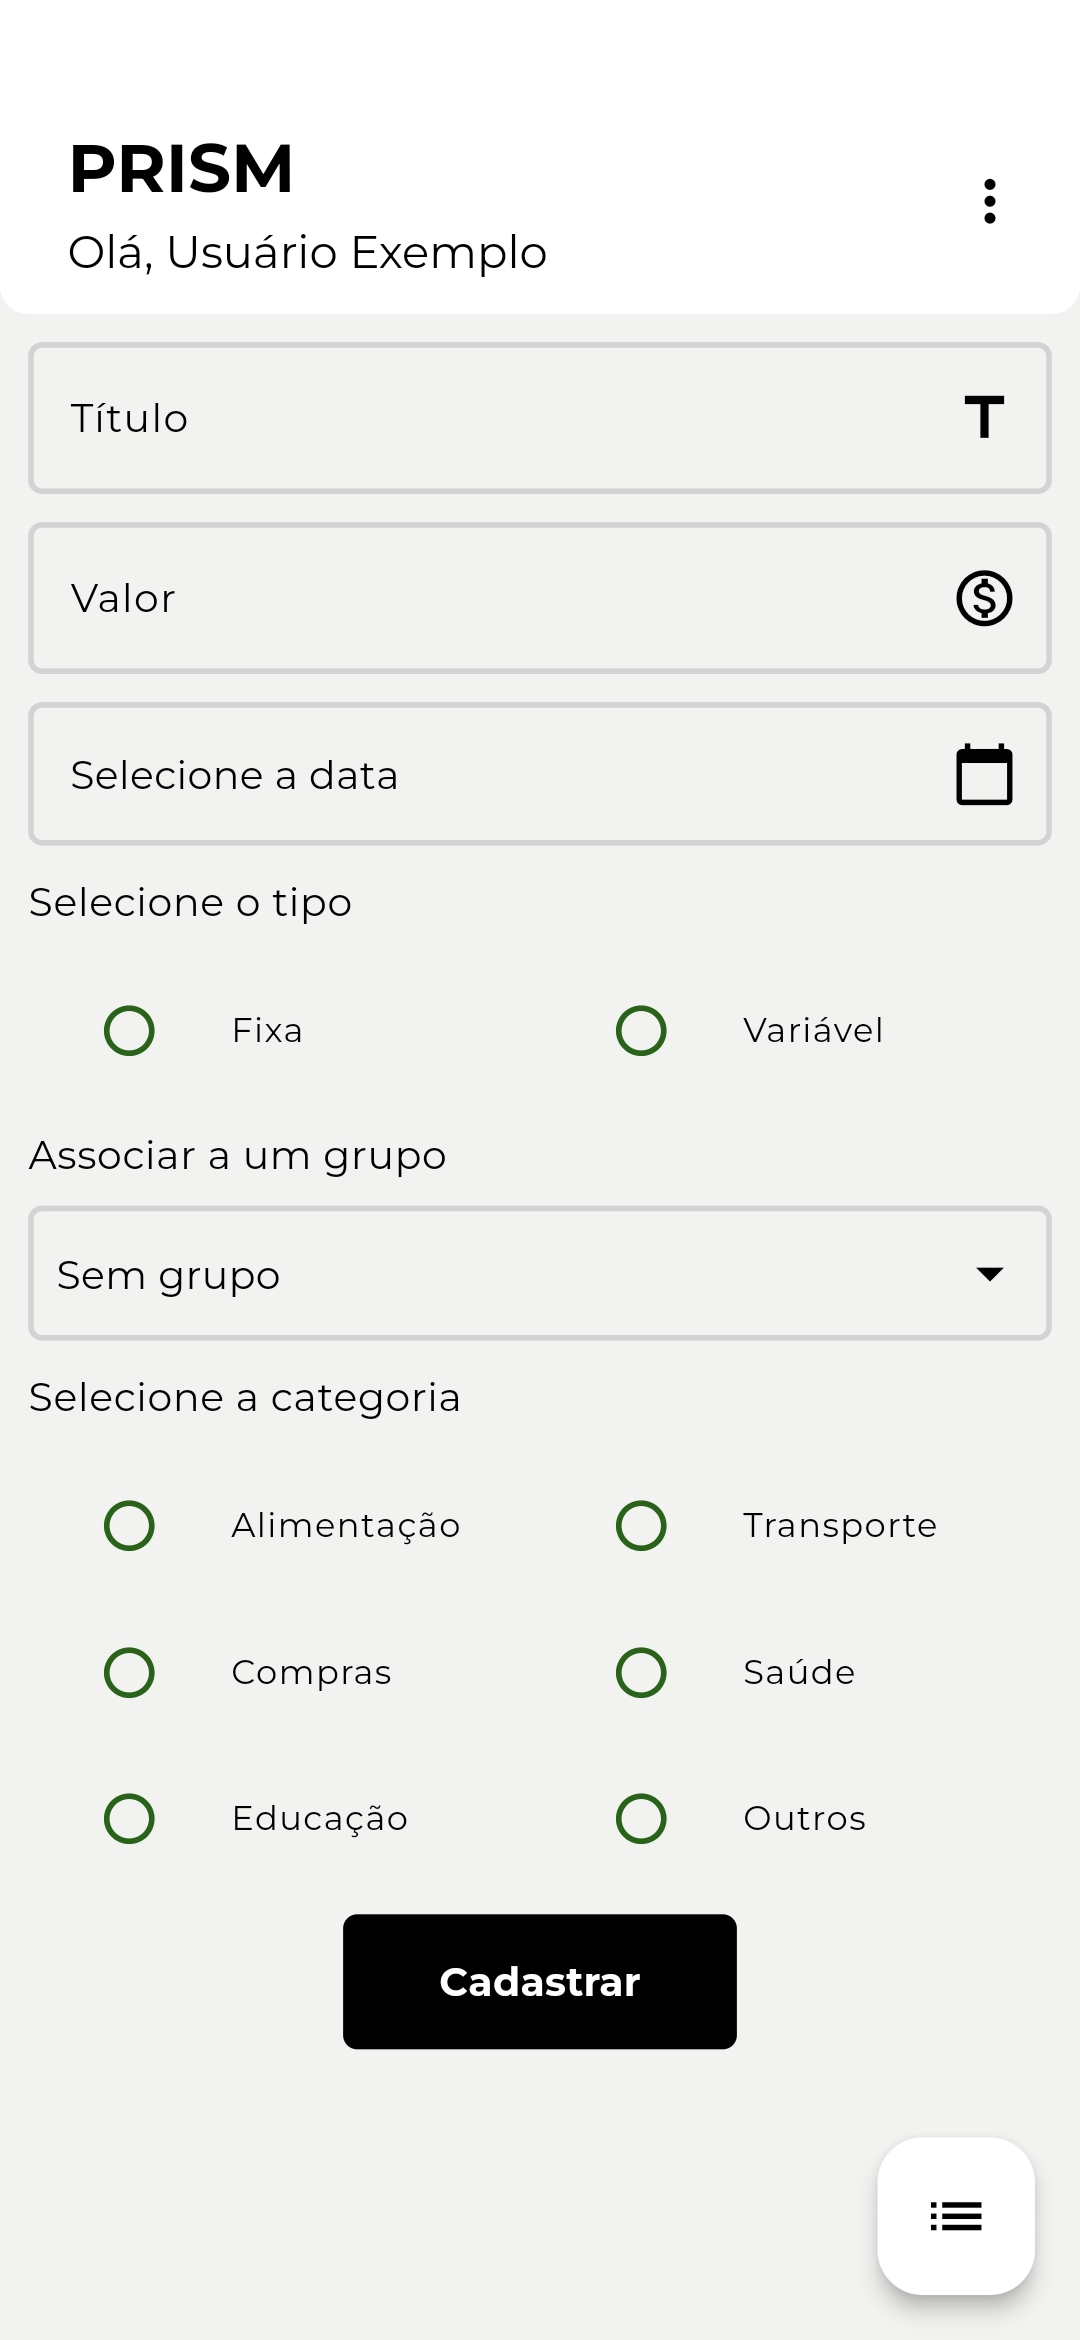 PRISM
Olá, Usuário Exemplo
Título
Valor
Selecione a data
Selecione o tipo
Fixa Variável
Associar a um grupo
Sem grupo
Selecione a categoria
Alimentação Transporte
Compras Saúde
Educação Outros
Cadastrar